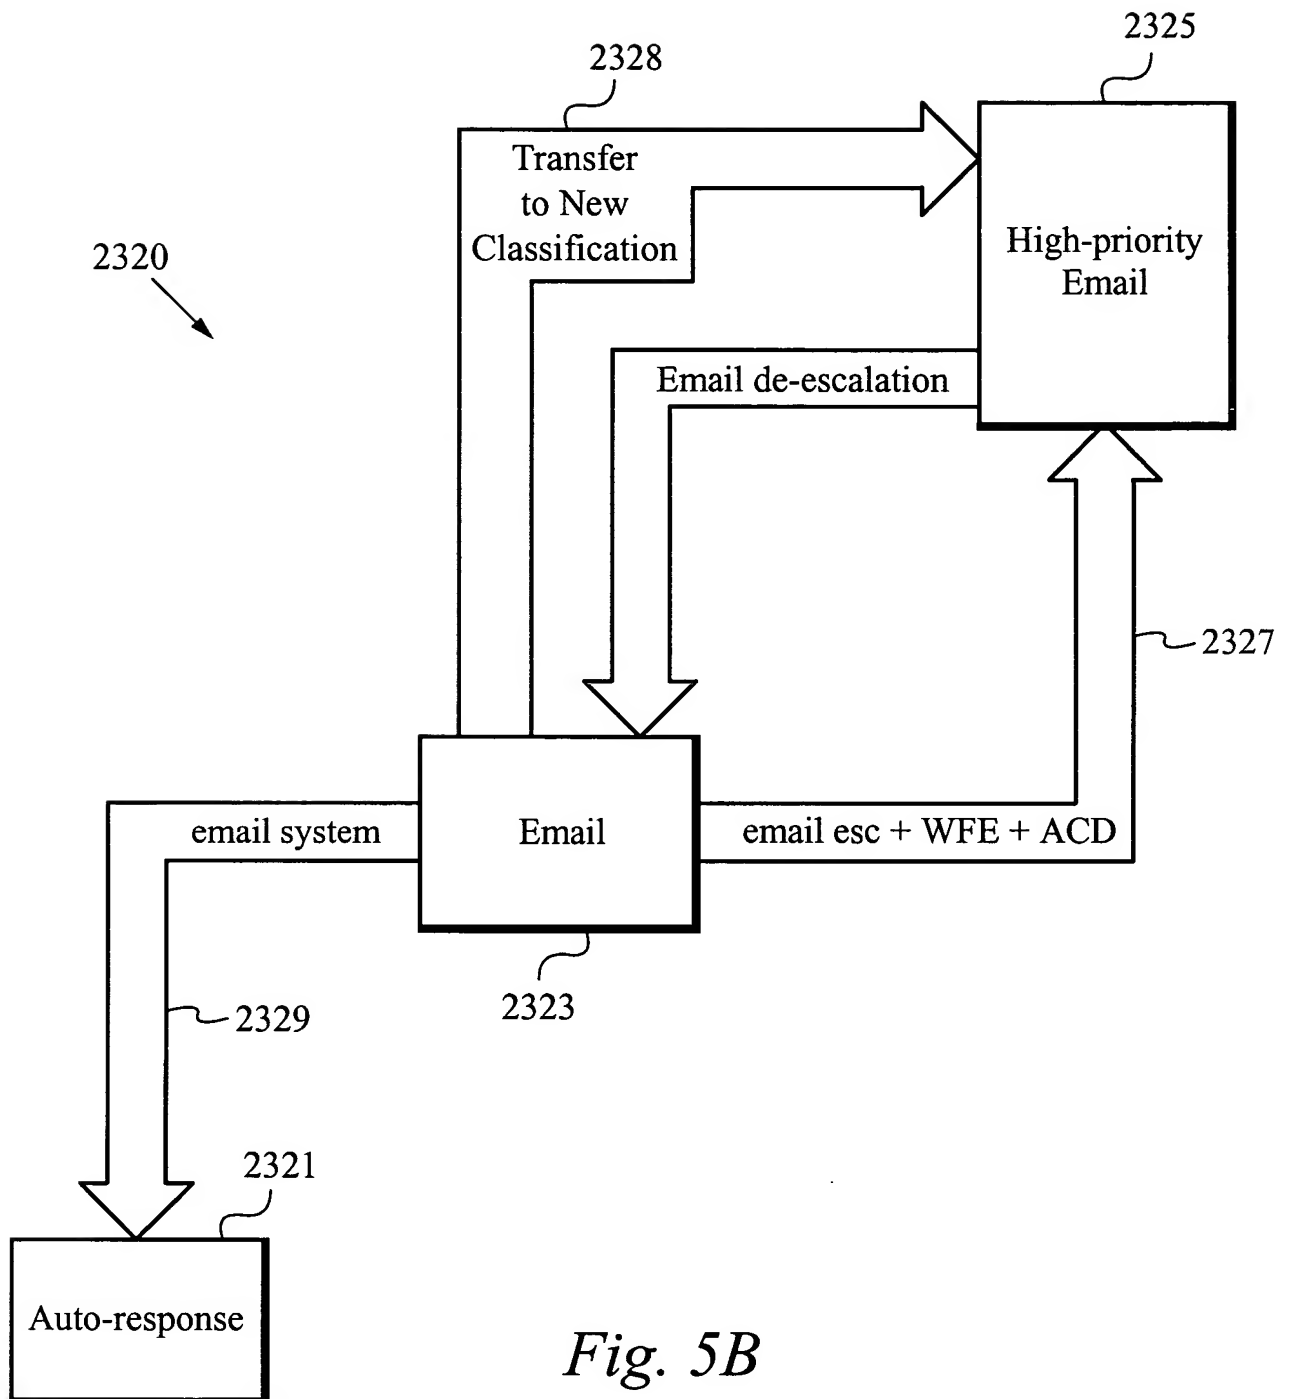 2325
2328
Transfer
to New
Classification
High-priority
Email
2320
Email de-escalation
2327
email system
Email
email esc + WFE + ACD
2323
2329
2321
Auto-response
Fig. 5B